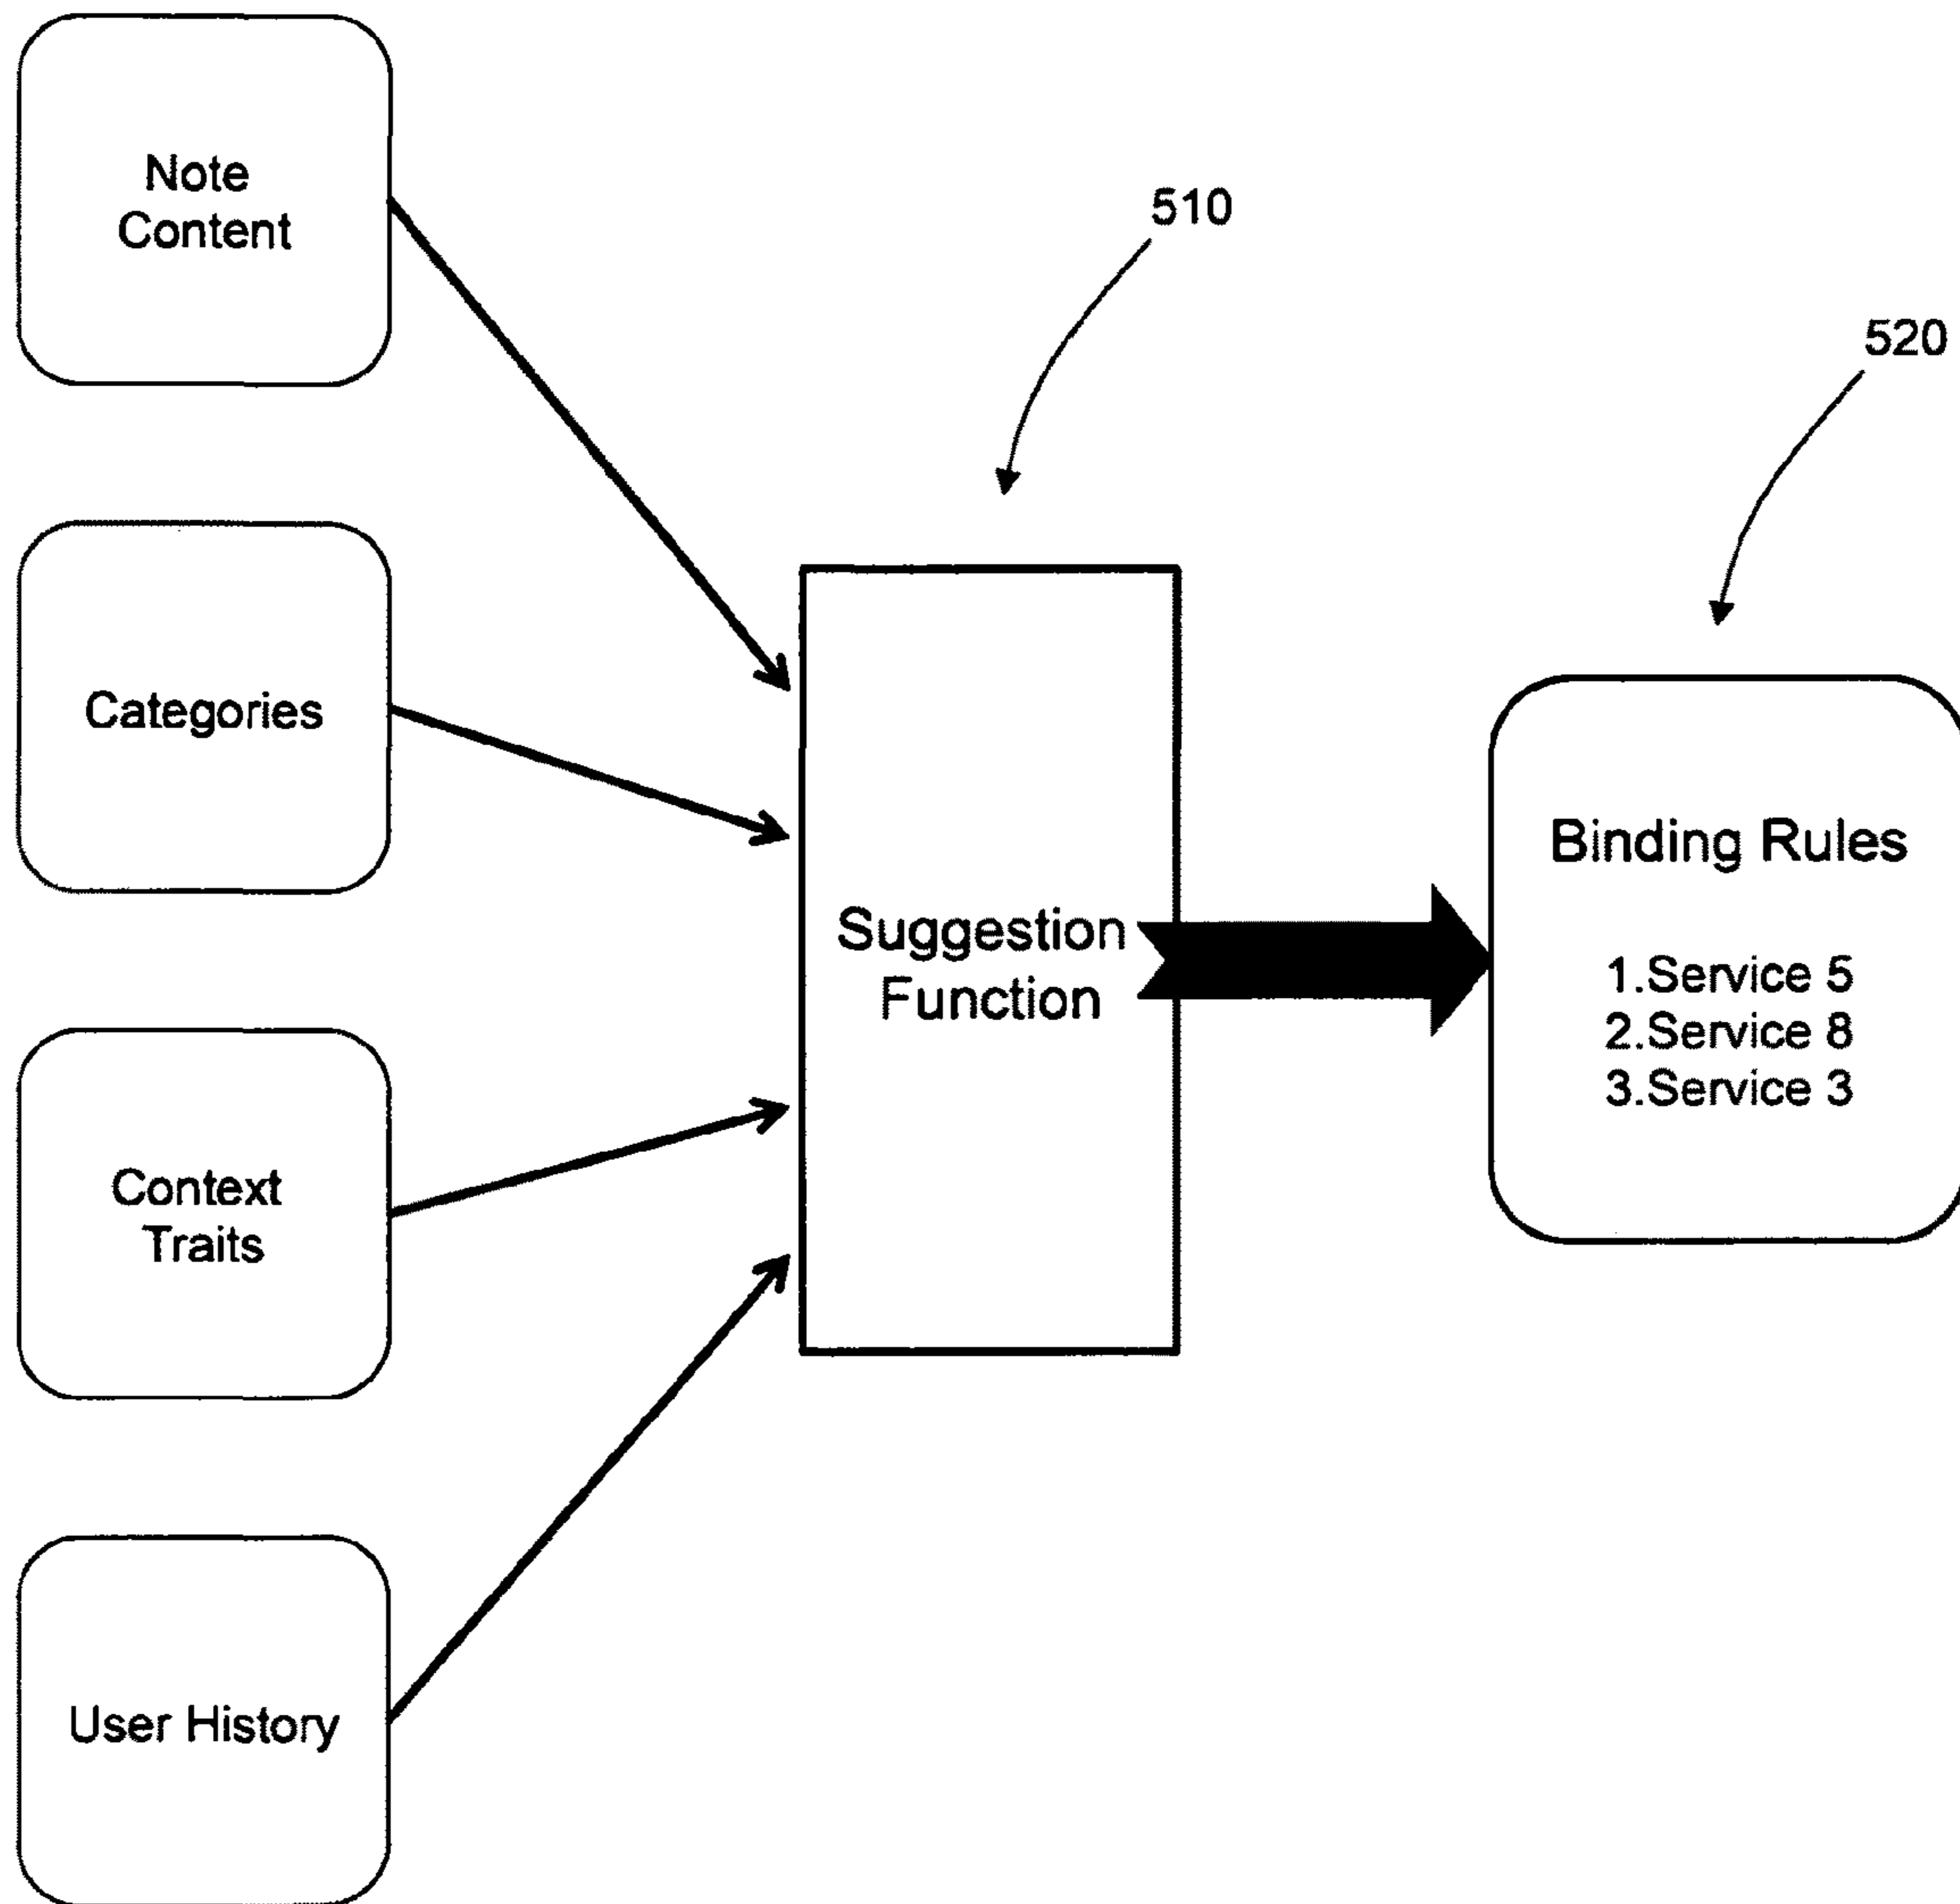 Note
Content
510
520
Categories
Suggestion
Function
Binding Rules
1.Service 5
2.Service 8
3.Service 3
Context
Traits
User History